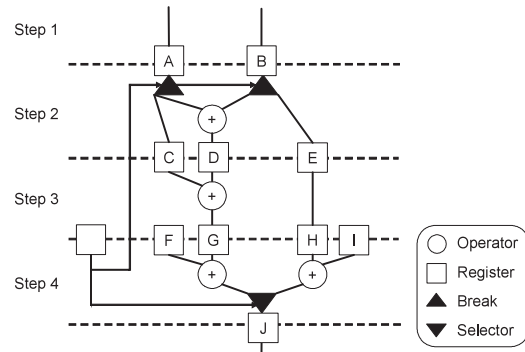 Step 1
A B
Step 2
+
C D E
Step 3
+
F G H I
Step 4
+ +
J
Operator
Register
Break
Selector